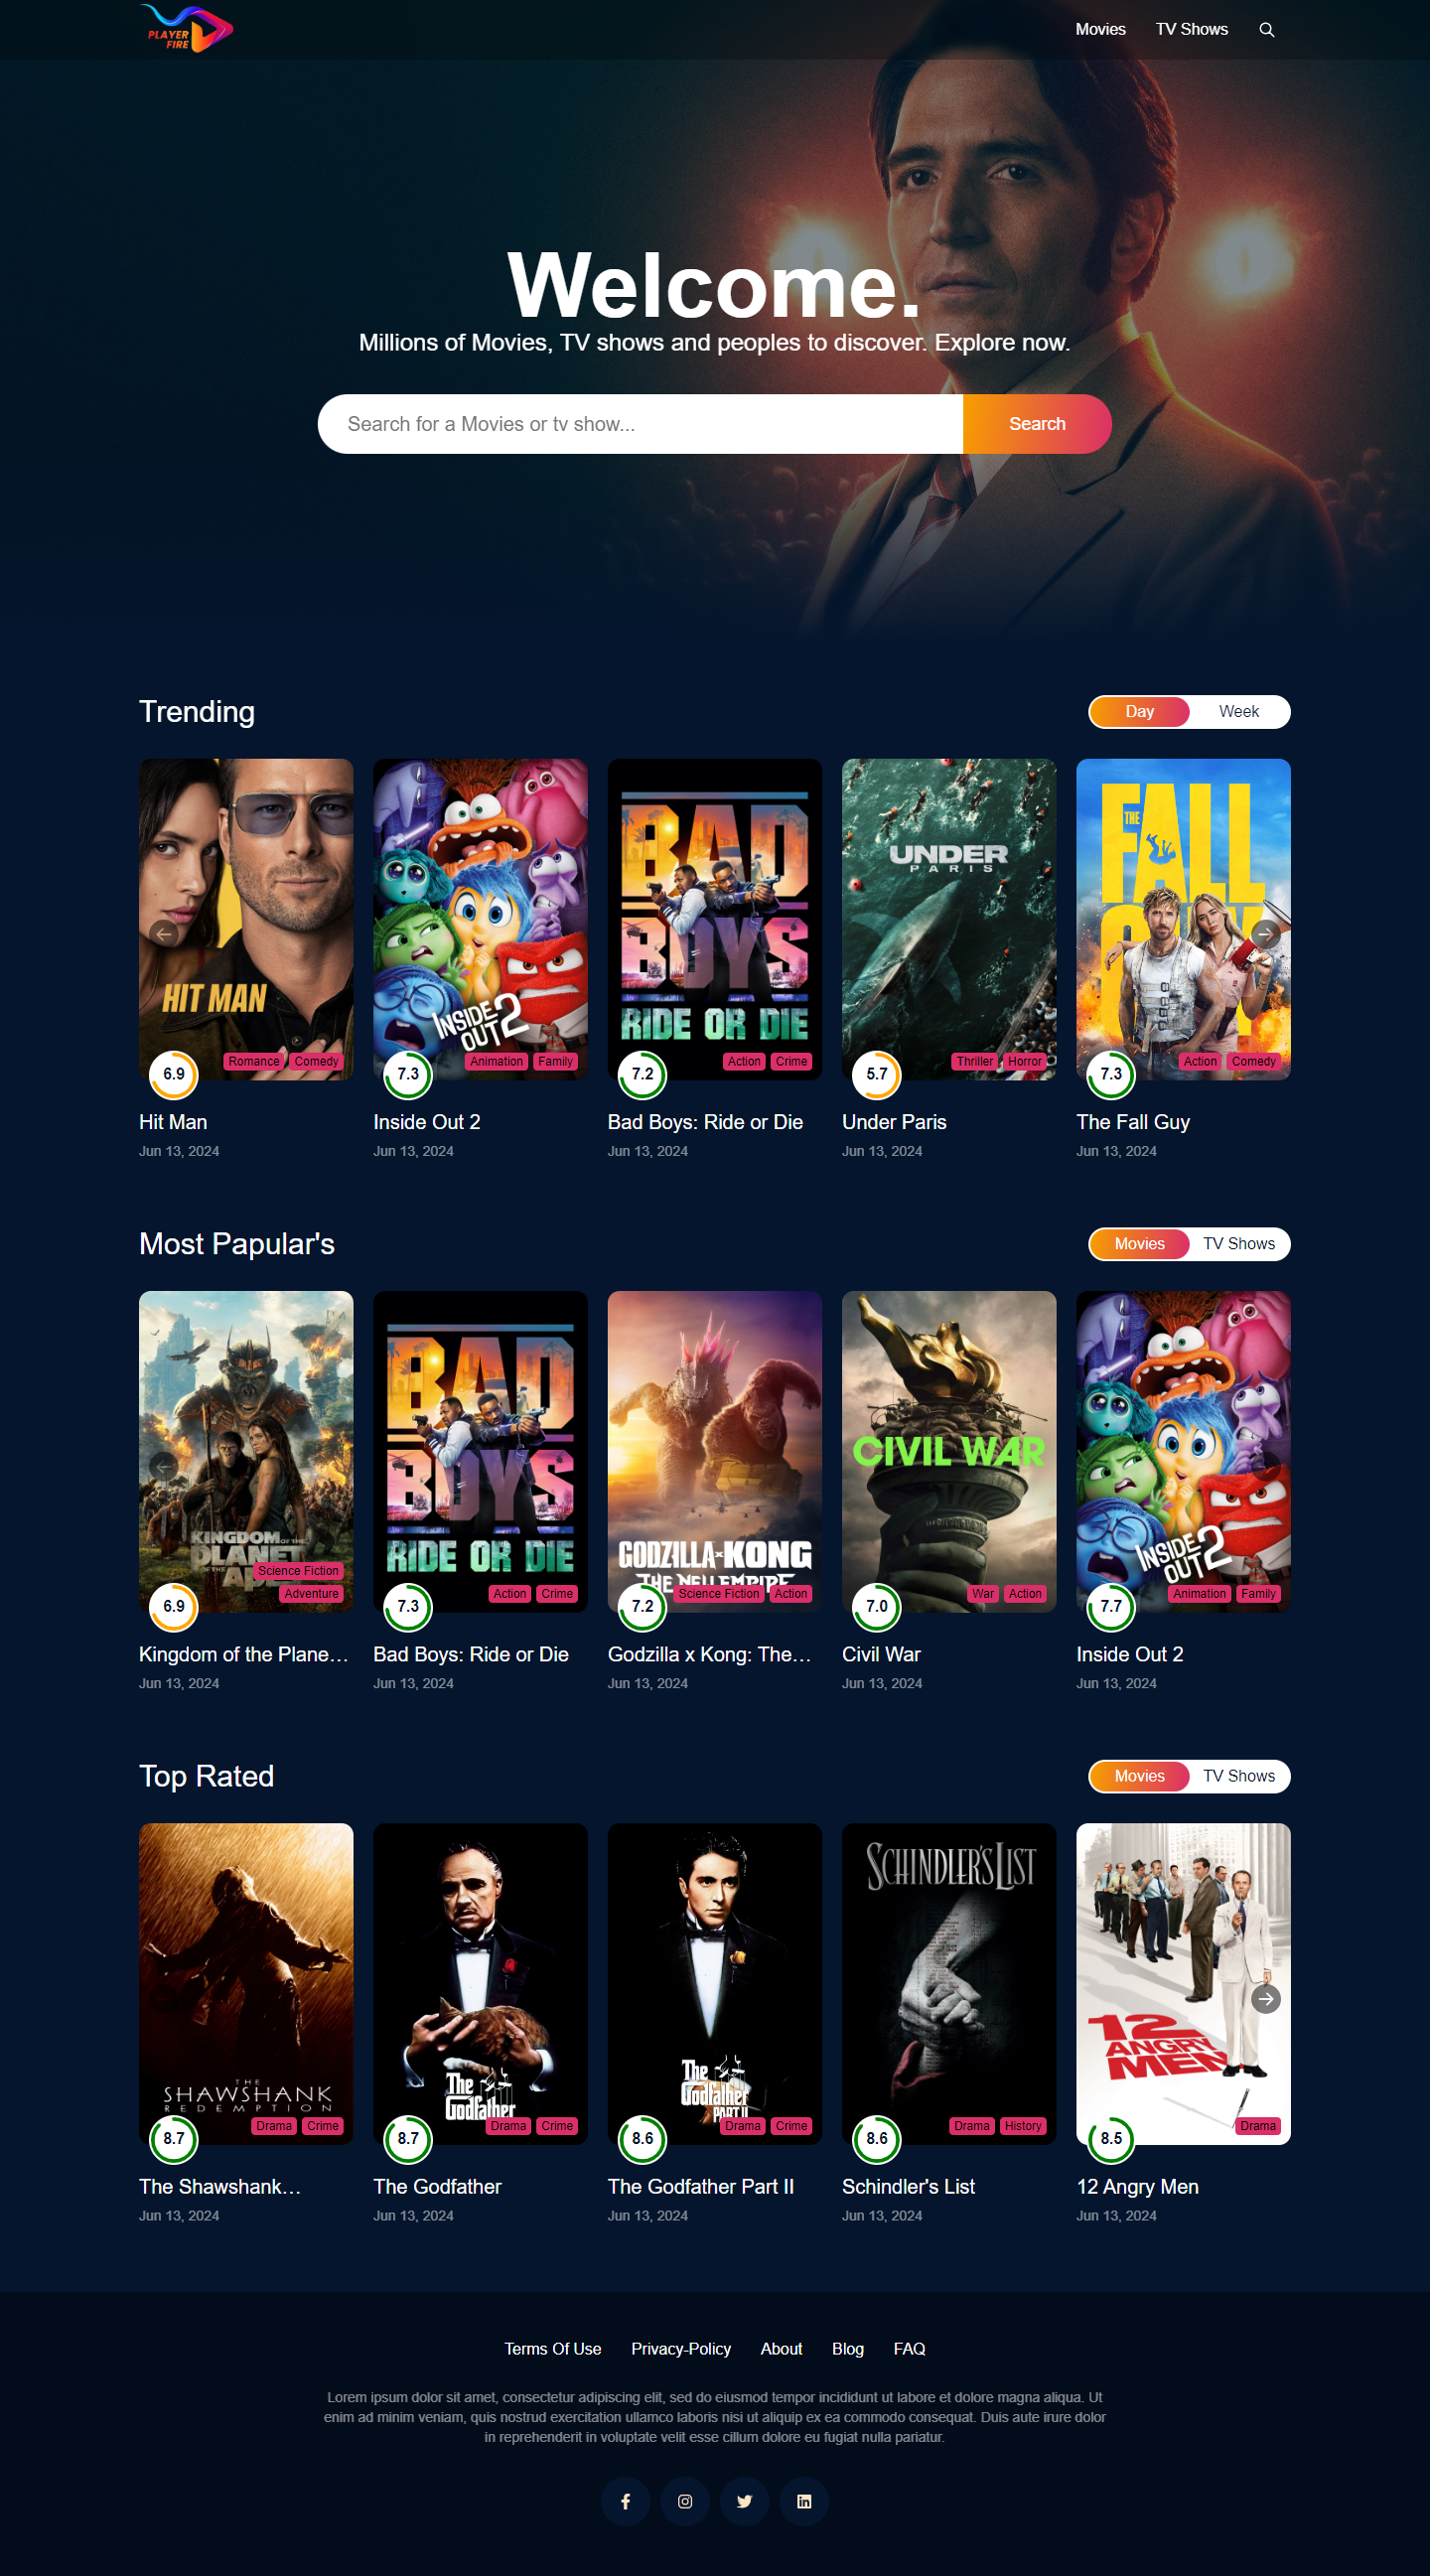 PLAYER
FIRE
Movies
TV Shows
Welcome.
Millions of Movies, TV shows and peoples to discover. Explore now.
Search for a Movies or tv show...
Search
Trending
Day
Week
HIT MAN
INSIDE
OUT 2
BAD
BOYS
RIDE OR DIE
UNDER
PARIS
THE
FALL
GUY
Romance
Comedy
Animation
Family
Action
Crime
Thriller
Horror
Action
Comedy
6.9
7.3
7.2
5.7
7.3
Hit Man
Inside Out 2
Bad Boys: Ride or Die
Under Paris
The Fall Guy
Jun 13, 2024
Jun 13, 2024
Jun 13, 2024
Jun 13, 2024
Jun 13, 2024
Most Papular's
Movies
TV Shows
KINGDOM OF THE
PLANET
OF THE APES
BAD
BOYS
RIDE OR DIE
GODZILLA x KONG
THE NEW EMPIRE
CIVIL WAR
INSIDE
OUT 2
Science Fiction
Adventure
Action
Crime
Science Fiction
Action
War
Action
Animation
Family
6.9
7.3
7.2
7.0
7.7
Kingdom of the Plane...
Bad Boys: Ride or Die
Godzilla x Kong: The...
Civil War
Inside Out 2
Jun 13, 2024
Jun 13, 2024
Jun 13, 2024
Jun 13, 2024
Jun 13, 2024
Top Rated
Movies
TV Shows
THE
SHAWSHANK
REDEMPTION
The
Godfather
The
Godfather
PART II
SCHINDLER'S LIST
12
ANGRY
MEN
Drama
Crime
Drama
Crime
Drama
Crime
Drama
History
Drama
8.7
8.7
8.6
8.6
8.5
The Shawshank...
The Godfather
The Godfather Part II
Schindler's List
12 Angry Men
Jun 13, 2024
Jun 13, 2024
Jun 13, 2024
Jun 13, 2024
Jun 13, 2024
Terms Of Use
Privacy-Policy
About
Blog
FAQ
Lorem ipsum dolor sit amet, consectetur adipiscing elit, sed do eiusmod tempor incididunt ut labore et dolore magna aliqua. Ut
enim ad minim veniam, quis nostrud exercitation ullamco laboris nisi ut aliquip ex ea commodo consequat. Duis aute irure dolor
in reprehenderit in voluptate velit esse cillum dolore eu fugiat nulla pariatur.